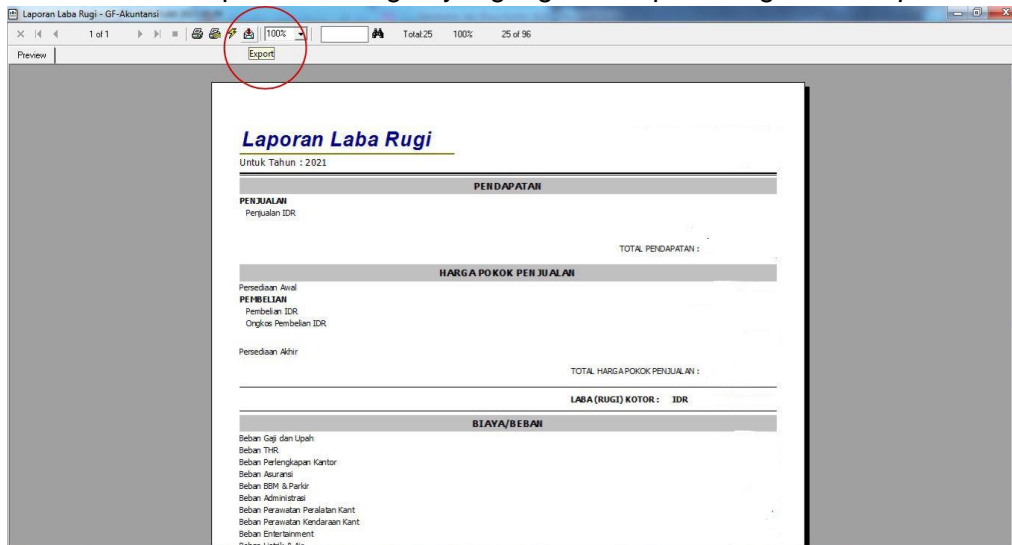 Laporan Laba Rugi - GF-Akuntansi
1 of 1 100% Total:25 100% 25 of 96
Preview
Export
Laporan Laba Rugi
Untuk Tahun : 2021
PENDAPATAN
PENJUALAN
Penjualan IDR
TOTAL PENDAPATAN :
HARGA POKOK PENJUALAN
Persediaan Awal
PEMBELIAN
Pembelian IDR
Ongkos Pembelian IDR
Persediaan Akhir
TOTAL HARGA POKOK PENJUALAN :
LABA (RUGI) KOTOR : IDR
BIAYA/BEBAN
Beban Gaji dan Upah
Beban THR
Beban Perlengkapan Kantor
Beban Asuransi
Beban BBM & Parkir
Beban Administrasi
Beban Perawatan Peralatan Kant
Beban Perawatan Kendaraan Kant
Beban Entertainment